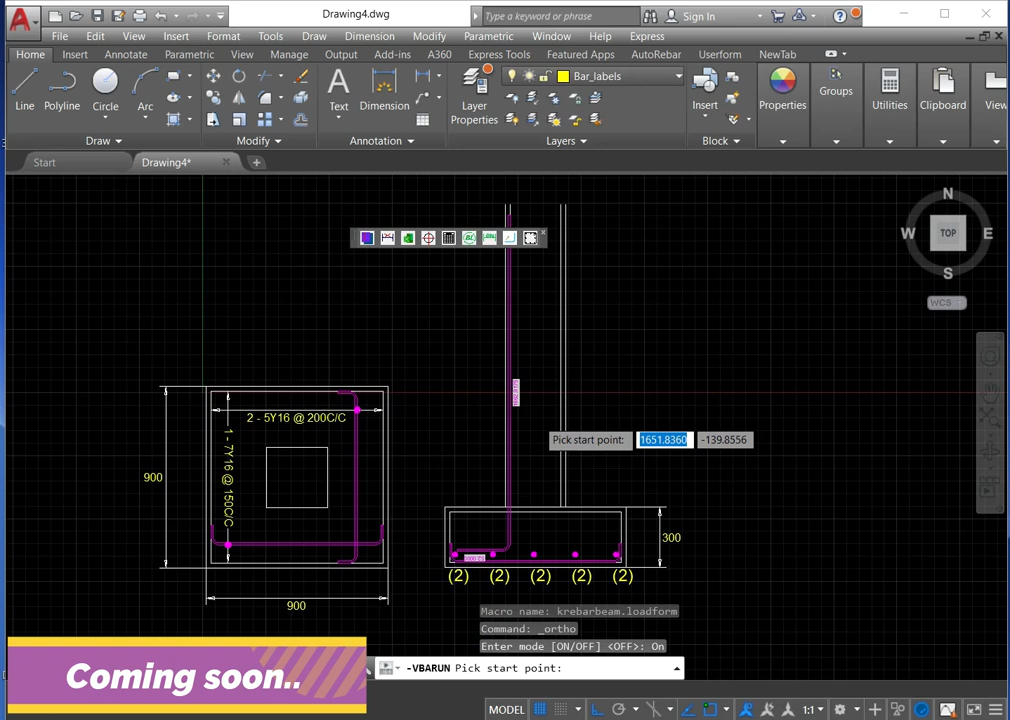 Drawing4.dwg
Type a keyword or phrase
Sign In
File Edit View Insert Format Tools Draw Dimension Modify Parametric Window Help Express
Home Insert Annotate Parametric View Manage Output Add-ins A360 Express Tools Featured Apps AutoRebar Userform NewTab
Bar_labels
Line Polyline Circle Arc Text Dimension Layer Properties Insert Properties Groups Utilities Clipboard View
Draw Modify Annotation Layers Block
Start Drawing4*
N
W TOP E
S
WCS
2 - 5Y16 @ 200C/C
1 - 7Y16 @ 150C/C
900
900
Pick start point: 1651.8360 -139.8556
300
(2) (2) (2) (2) (2)
Macro name: krebarbeam.loadform
Command: _ortho
Enter mode [ON/OFF] <OFF>: On
-VBARUN Pick start point:
Coming soon..
MODEL 1:1